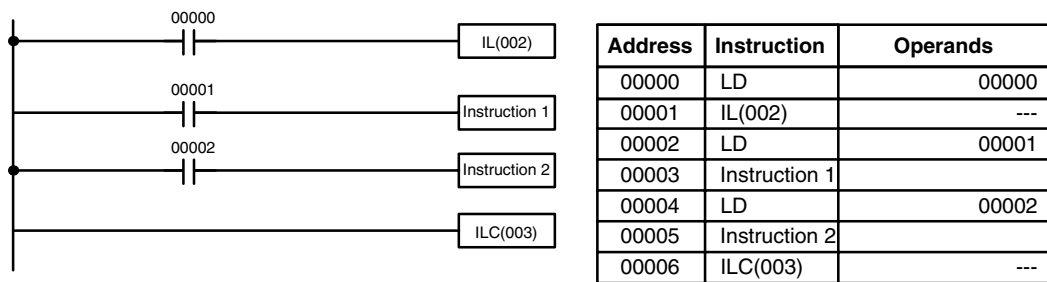 00000
IL(002)
00001
Instruction 1
00002
Instruction 2
ILC(003)
Address Instruction Operands
00000 LD 00000
00001 IL(002) ---
00002 LD 00001
00003 Instruction 1
00004 LD 00002
00005 Instruction 2
00006 ILC(003) ---